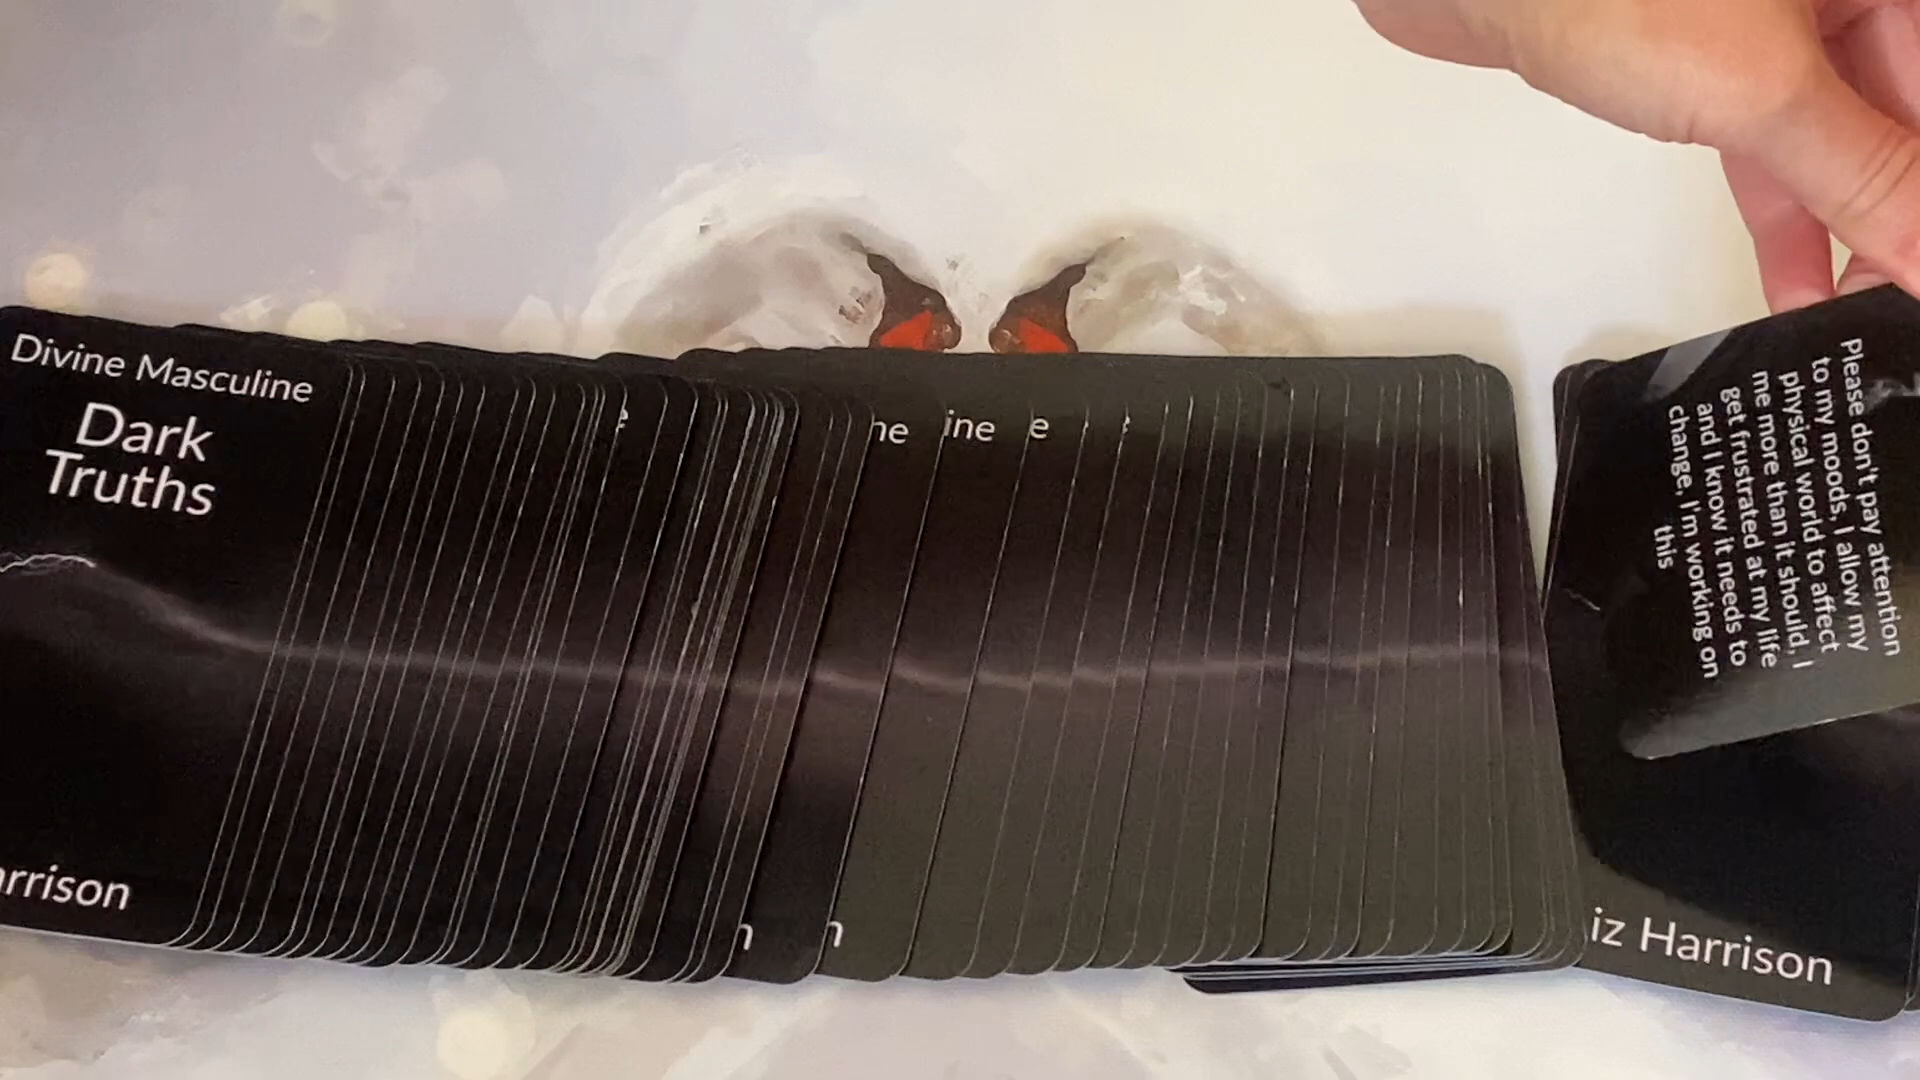 Divine Masculine
Dark
Truths
arrison
e
ne
ine
e
n
n
Please don't pay attention
to my moods, I allow my
physical world to affect
me more than it should, I
get frustrated at my life
and I know it needs to
change, I'm working on
this
iz Harrison